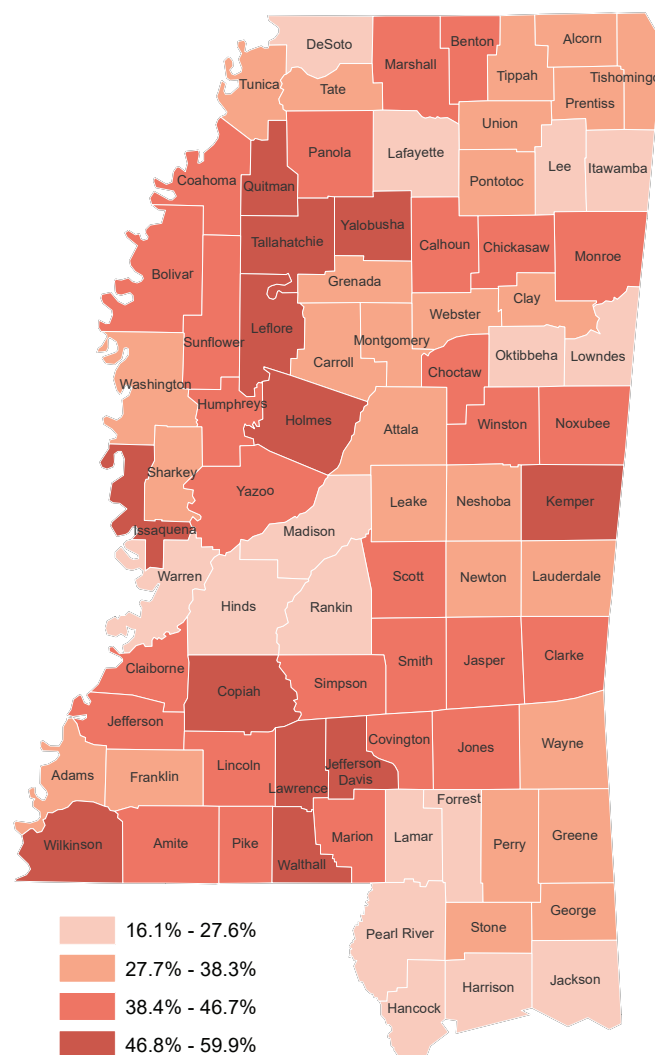 DeSoto
Marshall
Benton
Alcorn
Tippah
Tishomingo
Tunica
Tate
Prentiss
Union
Panola
Lafayette
Lee
Itawamba
Coahoma
Quitman
Pontotoc
Yalobusha
Tallahatchie
Calhoun
Chickasaw
Monroe
Bolivar
Grenada
Clay
Webster
Leflore
Sunflower
Montgomery
Carroll
Oktibbeha
Lowndes
Choctaw
Washington
Humphreys
Holmes
Attala
Winston
Noxubee
Sharkey
Yazoo
Leake
Neshoba
Kemper
Issaquena
Madison
Warren
Scott
Newton
Lauderdale
Hinds
Rankin
Claiborne
Copiah
Simpson
Smith
Jasper
Clarke
Jefferson
Covington
Jones
Wayne
Lincoln
Jefferson
Davis
Adams
Franklin
Lawrence
Forrest
Wilkinson
Amite
Pike
Marion
Lamar
Perry
Greene
Walthall
George
Stone
Pearl River
Jackson
Harrison
Hancock
16.1% - 27.6%
27.7% - 38.3%
38.4% - 46.7%
46.8% - 59.9%